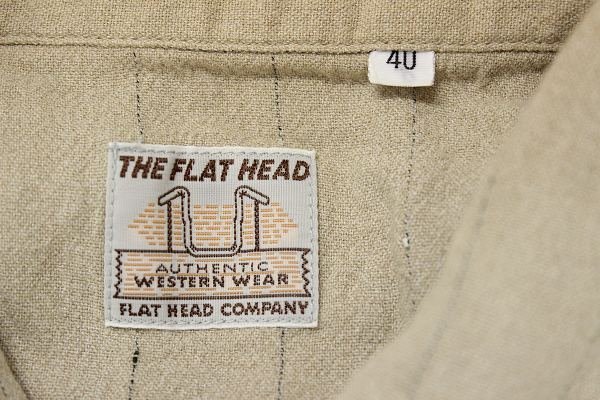 40
THE FLAT HEAD
AUTHENTIC
WESTERN WEAR
FLAT HEAD COMPANY